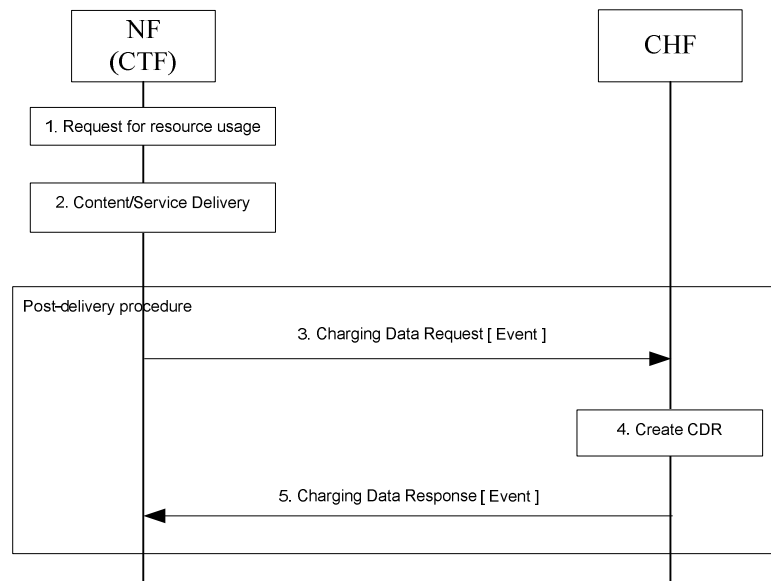 NF
(CTF)
CHF
1. Request for resource usage
2. Content/Service Delivery
Post-delivery procedure
3. Charging Data Request [ Event ]
4. Create CDR
5. Charging Data Response [ Event ]